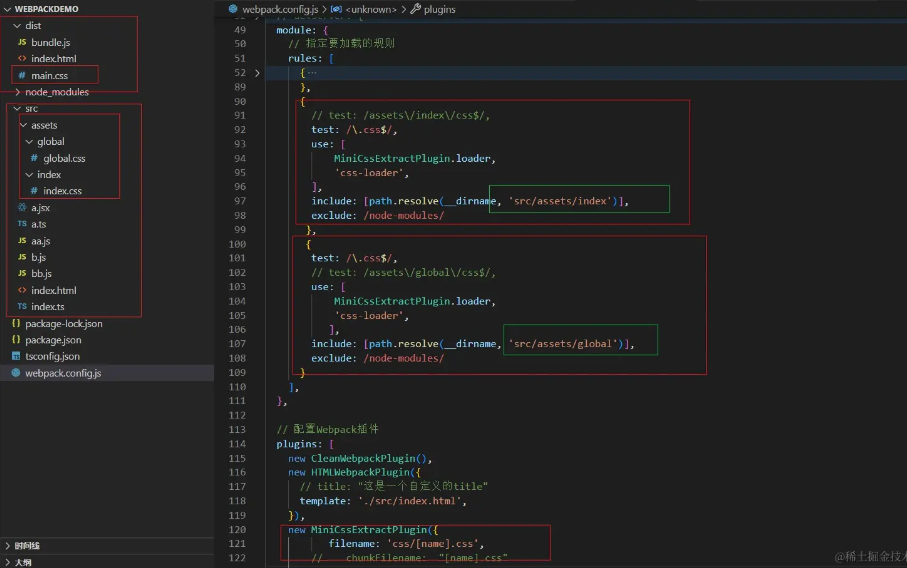 WEBPACKDEMO
dist
JS bundle.js
<> index.html
# main.css
node_modules
src
assets
global
# global.css
index
# index.css
a.jsx
TS a.ts
JS aa.js
JS b.js
JS bb.js
<> index.html
TS index.ts
{} package-lock.json
{} package.json
tsconfig.json
webpack.config.js
时间线
大纲
webpack.config.js > <unknown> > plugins
49 module: {
50 // 指定要加载的规则
51 rules: [
52 {…
89 },
90 {
91 // test: /assets\/index\/css$/,
92 test: /\.css$/,
93 use: [
94 MiniCssExtractPlugin.loader,
95 'css-loader',
96 ],
97 include: [path.resolve(__dirname, 'src/assets/index')],
98 exclude: /node-modules/
99 },
100 {
101 test: /\.css$/,
102 // test: /assets\/global\/css$/,
103 use: [
104 MiniCssExtractPlugin.loader,
105 'css-loader',
106 ],
107 include: [path.resolve(__dirname, 'src/assets/global')],
108 exclude: /node-modules/
109 }
110 ],
111 },
112
113 // 配置Webpack插件
114 plugins: [
115 new CleanWebpackPlugin(),
116 new HTMLWebpackPlugin({
117 // title: "这是一个自定义的title"
118 template: './src/index.html',
119 }),
120 new MiniCssExtractPlugin({
121 filename: 'css/[name].css',
122 // chunkFilename: "[name].css"
@稀土掘金技术